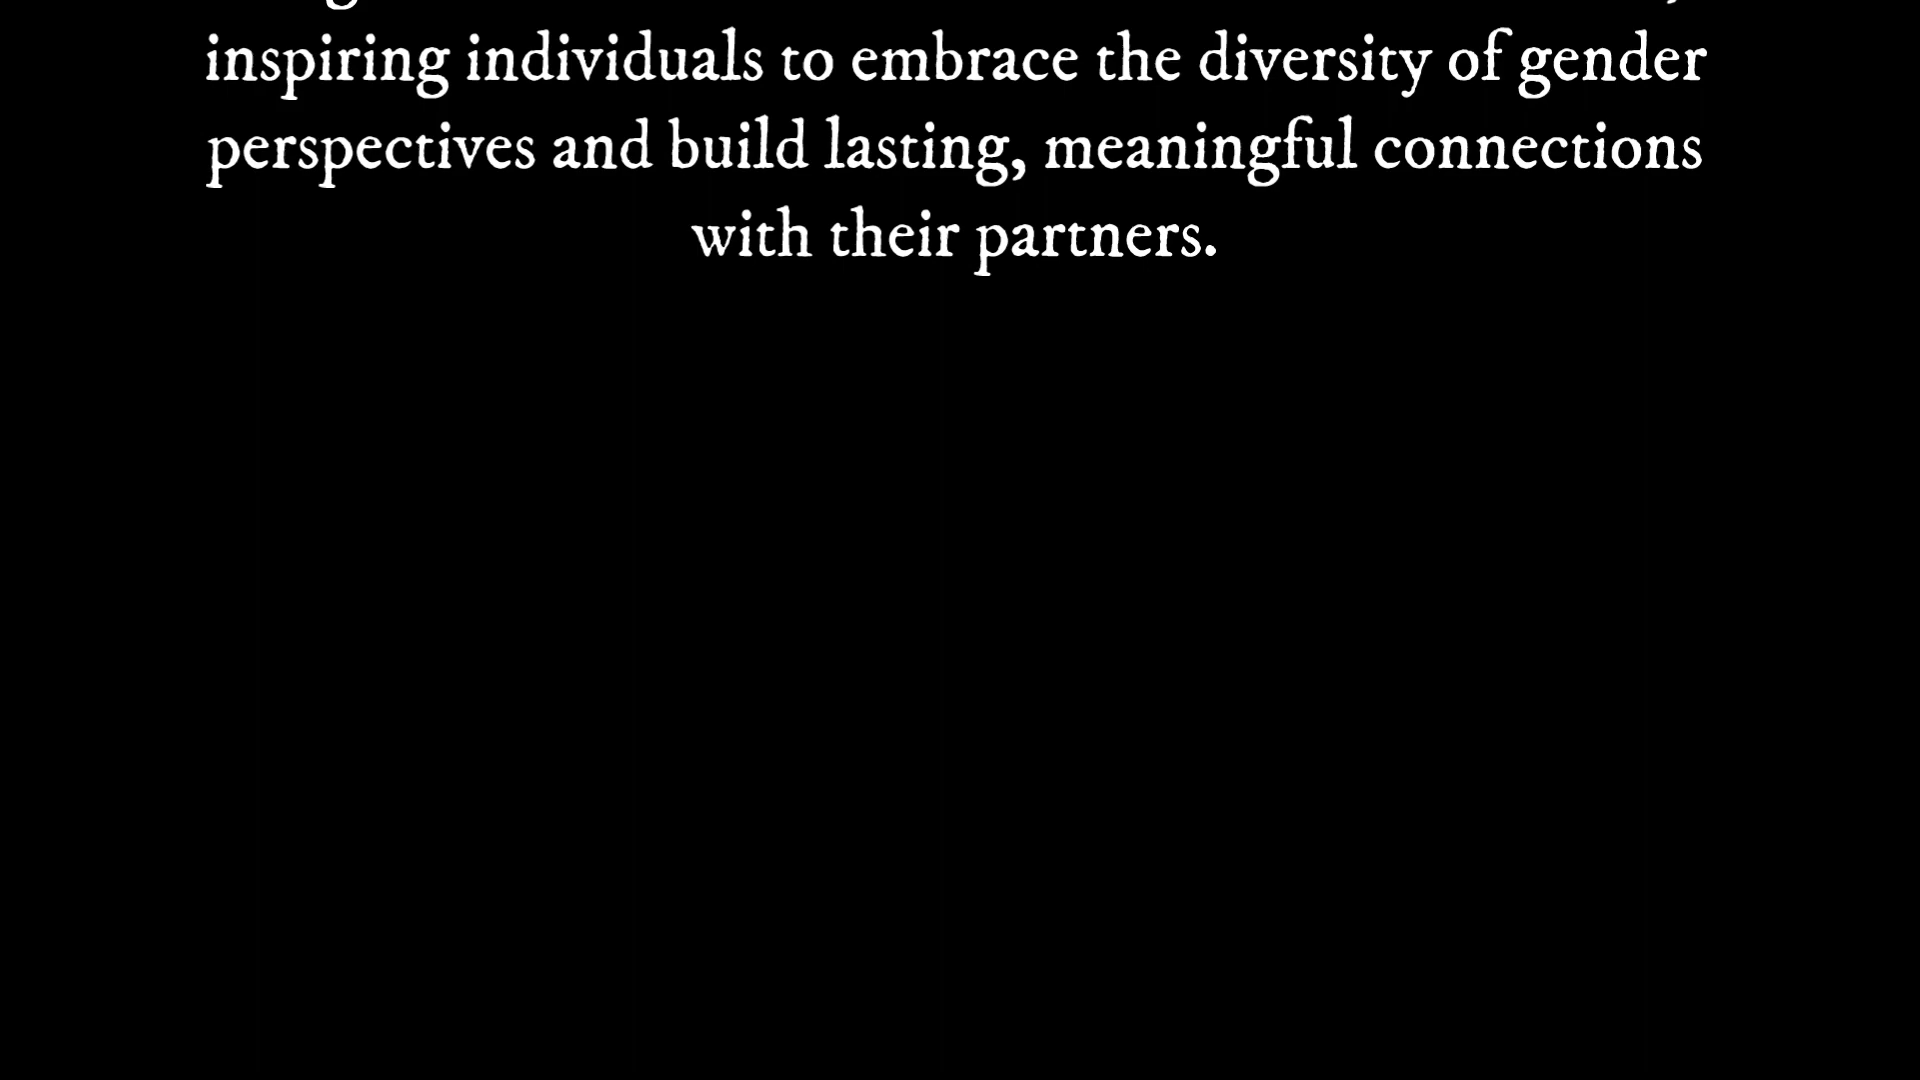 inspiring individuals to embrace the diversity of gender
perspectives and build lasting, meaningful connections
with their partners.